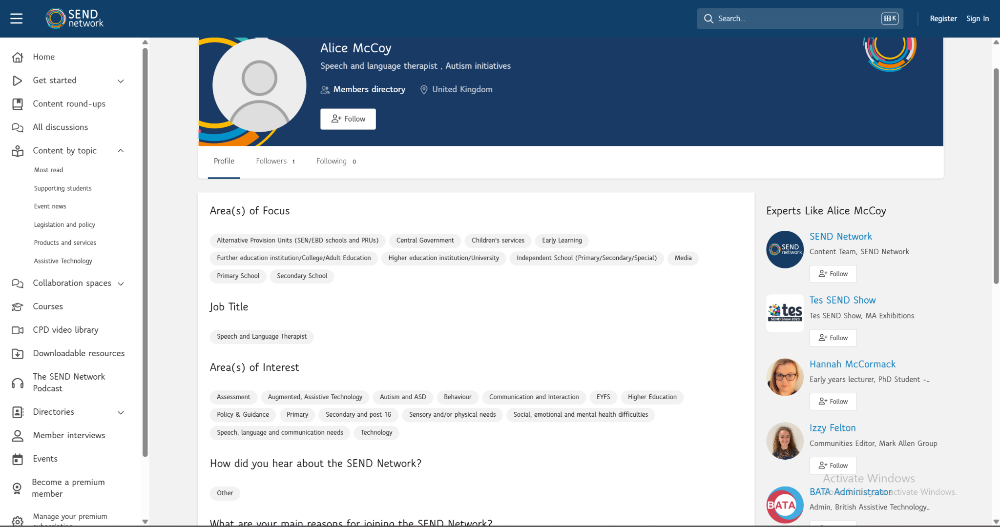 SEND
network
Search...
K
Register
Sign In
Home
Get started
Content round-ups
All discussions
Content by topic
Most read
Supporting students
Event news
Legislation and policy
Products and services
Assistive Technology
Collaboration spaces
Courses
CPD video library
Downloadable resources
The SEND Network
Podcast
Directories
Member interviews
Events
Become a premium
member
Manage your premium
subscription
Alice McCoy
Speech and language therapist , Autism initiatives
Members directory
United Kingdom
Follow
Profile
Followers 1
Following 0
Area(s) of Focus
Alternative Provision Units (SEN/EBD schools and PRUs)
Central Government
Children's services
Early Learning
Further education institution/College/Adult Education
Higher education institution/University
Independent School (Primary/Secondary/Special)
Media
Primary School
Secondary School
Job Title
Speech and Language Therapist
Area(s) of Interest
Assessment
Augmented, Assistive Technology
Autism and ASD
Behaviour
Communication and Interaction
EYFS
Higher Education
Policy & Guidance
Primary
Secondary and post-16
Sensory and/or physical needs
Social, emotional and mental health difficulties
Speech, language and communication needs
Technology
How did you hear about the SEND Network?
Other
What are your main reasons for joining the SEND Network?
Experts Like Alice McCoy
SEND
network
SEND Network
Content Team, SEND Network
Follow
tes
SEND Show 2023
Tes SEND Show
Tes SEND Show, MA Exhibitions
Follow
Hannah McCormack
Early years lecturer, PhD Student -...
Follow
Izzy Felton
Communities Editor, Mark Allen Group
Follow
Activate Windows
Go to Settings to activate Windows.
BATA
BATA Administrator
Admin, British Assistive Technology...